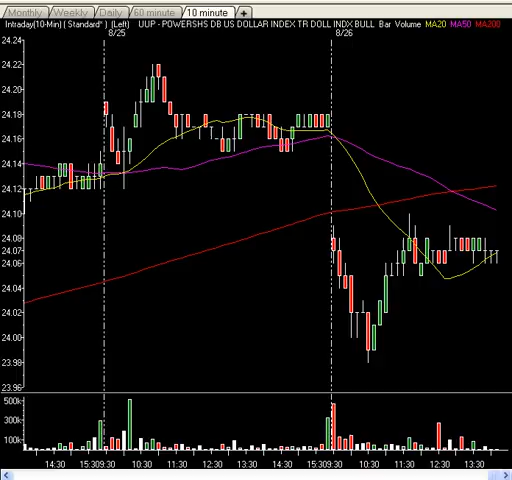 Monthly Weekly Daily 60 minute 10 minute +
Intraday(10-Min) [ Standard* ] [Left] UUP - POWERSHS DB US DOLLAR INDEX TR DOLL INDX BULL Bar Volume MA20 MA50 MA200
8/25 8/26
24.24
24.22
24.20
24.18
24.16
24.14
24.12
24.10
24.09
24.07
24.06
24.04
24.02
24.00
23.98
23.96
500k
300k
100k
14:30 15:30 09:30 10:30 11:30 12:30 13:30 14:30 15:30 09:30 10:30 11:30 12:30 13:30